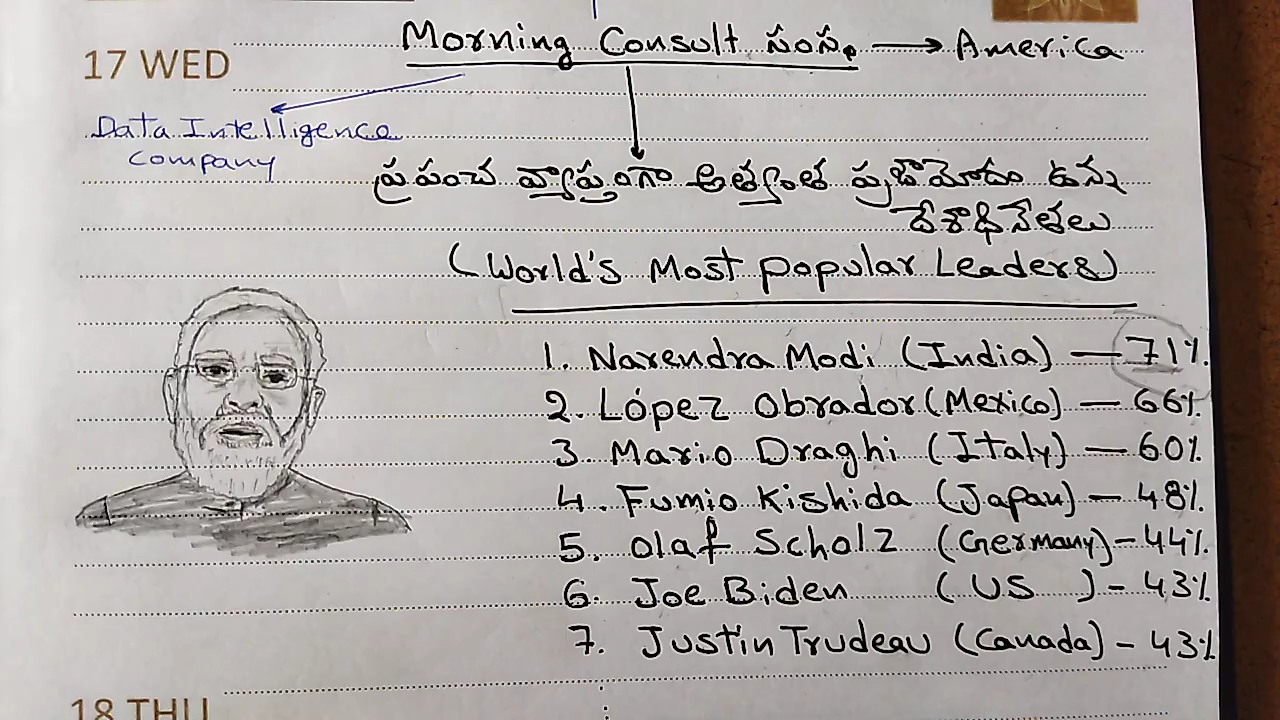 17 WED
Morning Consult సంస్థ → America
Data Intelligence
company
ప్రపంచ వ్యాప్తంగా అత్యంత ప్రజామోదం ఉన్న
దేశాధినేతలు
(World's Most popular Leaders)
1. Narendra Modi (India) — 71%
2. López Obrador (Mexico) — 66%
3. Mario Draghi (Italy) — 60%
4. Fumio Kishida (Japan) — 48%
5. Olaf Scholz (Germany) - 44%
6. Joe Biden (US) - 43%
7. Justin Trudeau (Canada) - 43%
18 THU